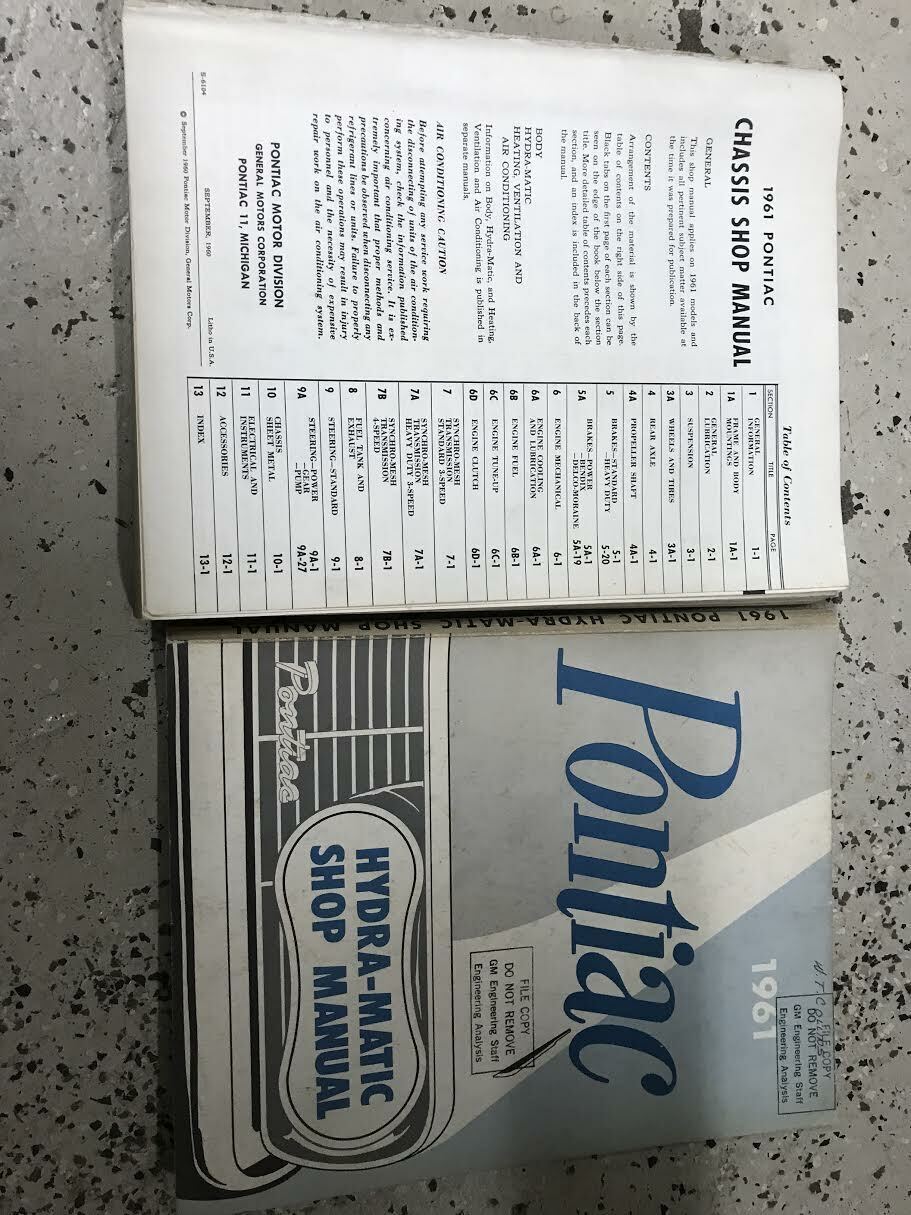 1961 PONTIAC
CHASSIS SHOP MANUAL
GENERAL
This shop manual applies on 1961 models and
includes all pertinent subject matter available at
the time it was prepared for publication.
CONTENTS
Arrangement of the material is shown by the
table of contents on the right side of this page.
Black tabs on the first page of each section can be
seen on the edge of the book below the section
title. More detailed table of contents precedes each
section, and an index is included in the back of
the manual.
BODY
HYDRA-MATIC
HEATING, VENTILATION AND
AIR CONDITIONING
Information on Body, Hydra-Matic, and Heating,
Ventilation and Air Conditioning is published in
separate manuals.
AIR CONDITIONING CAUTION
Before attempting any service work requiring
the disconnecting of units of the air condition-
ing system, check the information published
concerning air conditioning service. It is ex-
tremely important that proper methods and
precautions be observed when disconnecting any
refrigerant lines or units. Failure to properly
perform these operations may result in injury
to personnel and the necessity of expensive
repair work on the air conditioning system.
PONTIAC MOTOR DIVISION
GENERAL MOTORS CORPORATION
PONTIAC 11, MICHIGAN
S-6104
SEPTEMBER, 1960
Litho in U.S.A.
© September 1960 Pontiac Motor Division, General Motors Corp.
Table of Contents
SECTION TITLE PAGE
1 GENERAL
INFORMATION 1-1
1A FRAME AND BODY
MOUNTINGS 1A-1
2 GENERAL
LUBRICATION 2-1
3 SUSPENSION 3-1
3A WHEELS AND TIRES 3A-1
4 REAR AXLE 4-1
4A PROPELLER SHAFT 4A-1
5 BRAKES—STANDARD 5-1
—HEAVY DUTY 5-20
5A BRAKES—POWER
—BENDIX 5A-1
—DELCO-MORAINE 5A-19
6 ENGINE MECHANICAL 6-1
6A ENGINE COOLING
AND LUBRICATION 6A-1
6B ENGINE FUEL 6B-1
6C ENGINE TUNE-UP 6C-1
6D ENGINE CLUTCH 6D-1
7 SYNCHRO-MESH
TRANSMISSION
STANDARD 3-SPEED 7-1
7A SYNCHRO-MESH
TRANSMISSION
HEAVY DUTY 3-SPEED 7A-1
7B SYNCHRO-MESH
TRANSMISSION
4-SPEED 7B-1
8 FUEL TANK AND
EXHAUST 8-1
9 STEERING—STANDARD 9-1
9A STEERING—POWER
—GEAR 9A-1
—PUMP 9A-27
10 CHASSIS
SHEET METAL 10-1
11 ELECTRICAL AND
INSTRUMENTS 11-1
12 ACCESSORIES 12-1
13 INDEX 13-1
1961 PONTIAC HYDRA-MATIC SHOP MANUAL
W. T.
FILE COPY
DO NOT REMOVE
GM Engineering Staff
Engineering Analysis
1961
Pontiac
FILE COPY
DO NOT REMOVE
GM Engineering Staff
Engineering Analysis
Pontiac
HYDRA-MATIC
SHOP MANUAL